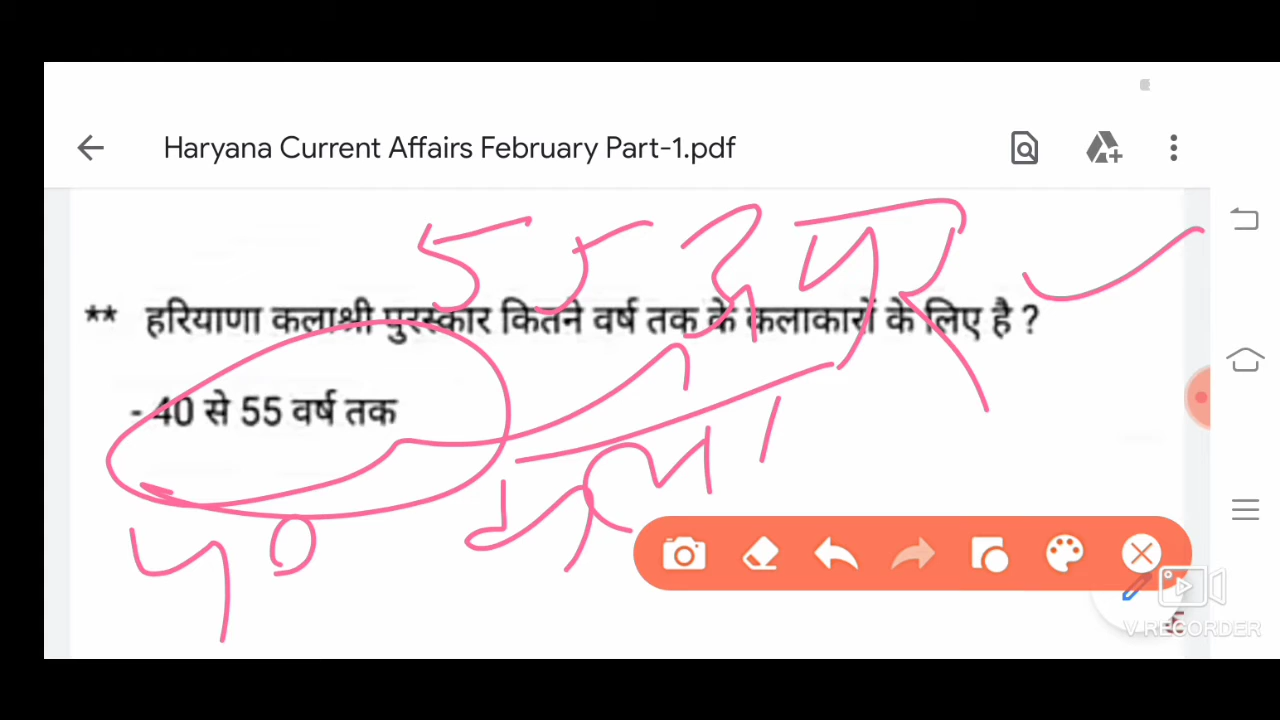 Haryana Current Affairs February Part-1.pdf
55
** हरियाणा कलाश्री पुरस्कार कितने वर्ष तक के कलाकारों के लिए है ?
- 40 से 55 वर्ष तक
40
V RECORDER